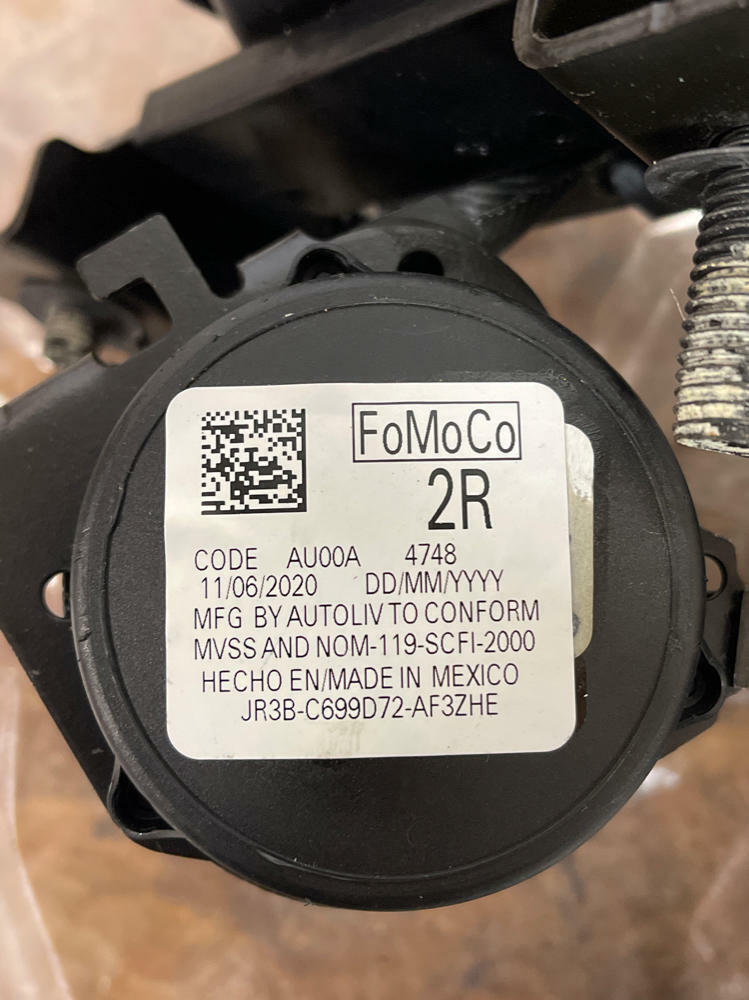 FoMoCo
2R
CODE AU00A 4748
11/06/2020 DD/MM/YYYY
MFG BY AUTOLIV TO CONFORM
MVSS AND NOM-119-SCFI-2000
HECHO EN/MADE IN MEXICO
JR3B-C699D72-AF3ZHE